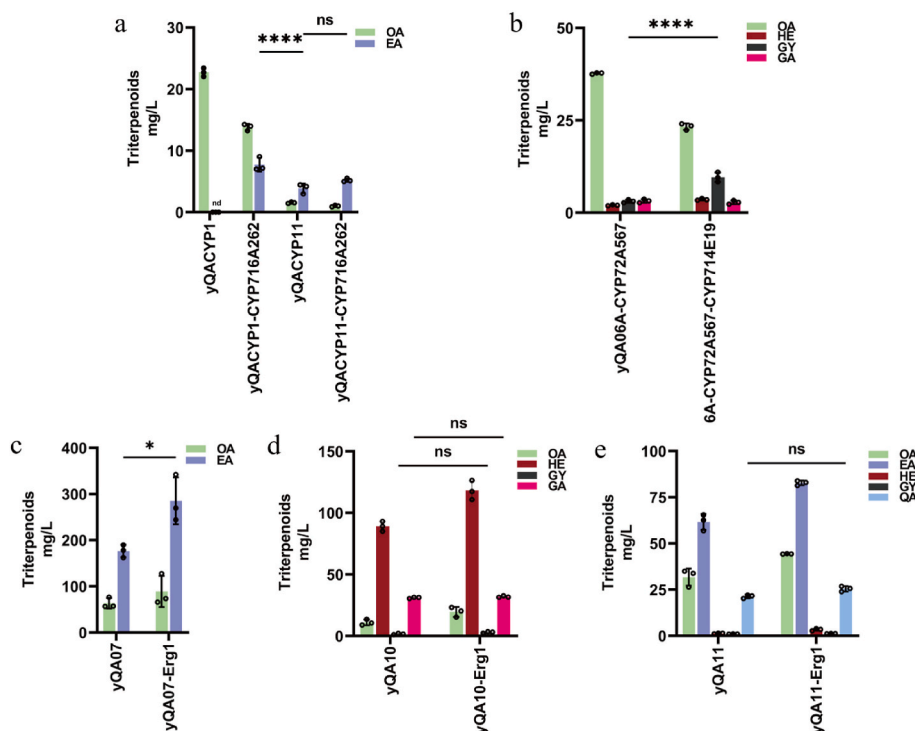 a
Triterpenoids
mg/L
30
20
10
0
nd
****
ns
OA
EA
yQACYP1
yQACYP1-CYP716A262
yQACYP11
yQACYP11-CYP716A262
b
Triterpenoids
mg/L
50
25
0
****
OA
HE
GY
GA
yQA06A-CYP72A567
6A-CYP72A567-CYP714E19
c
Triterpenoids
mg/L
400
300
200
100
0
*
OA
EA
yQA07
yQA07-Erg1
d
Triterpenoids
mg/L
150
100
50
0
ns
ns
OA
HE
GY
GA
yQA10
yQA10-Erg1
e
Triterpenoids
mg/L
100
75
50
25
0
ns
OA
EA
HE
GY
QA
yQA11
yQA11-Erg1